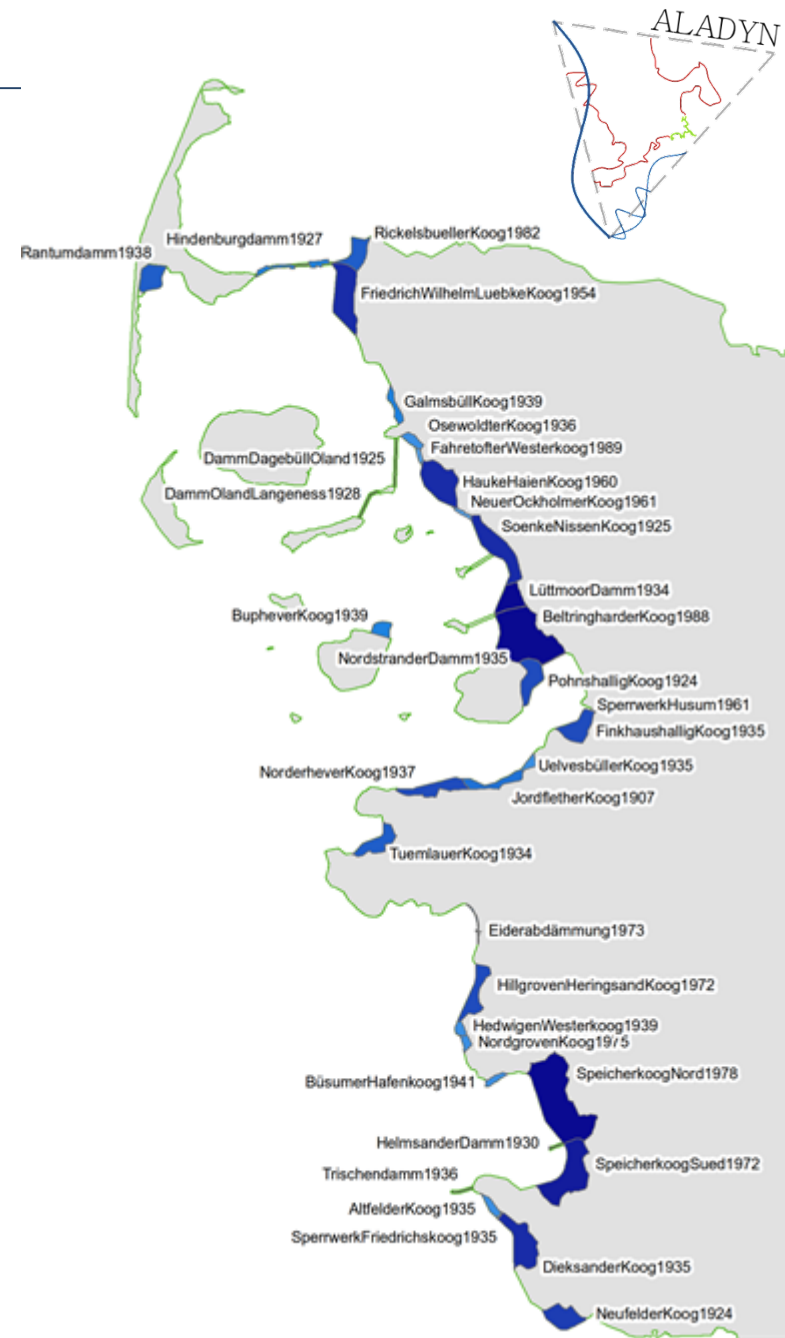 ALADYN
RickelsbuellerKoog1982
Hindenburgdamm1927
Rantumdamm1938
FriedrichWilhelmLuebkeKoog1954
GalmsbüllKoog1939
OsewoldterKoog1936
FahretofterWesterkoog1989
DammDagebüllOland1925
HaukeHaienKoog1960
DammOlandLangeness1928
NeuerOckholmerKoog1961
SoenkeNissenKoog1925
LüttmoorDamm1934
BupheverKoog1939
BeltringharderKoog1988
NordstranderDamm1935
PohnshalligKoog1924
SperrwerkHusum1961
FinkhaushalligKoog1935
UelvesbüllerKoog1935
NorderheverKoog1937
JordfletherKoog1907
TuemlauerKoog1934
Eiderabdämmung1973
HillgrovenHeringsandKoog1972
HedwigenWesterkoog1939
NordgrovenKoog1975
SpeicherkoogNord1978
BüsumerHafenkoog1941
HelmsanderDamm1930
SpeicherkoogSued1972
Trischendamm1936
AltfelderKoog1935
SperrwerkFriedrichskoog1935
DieksanderKoog1935
NeufelderKoog1924